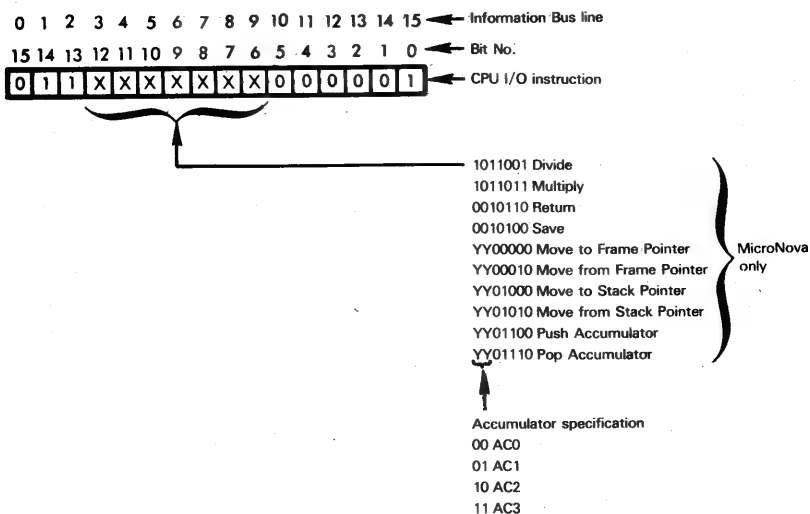 0 1 2 3 4 5 6 7 8 9 10 11 12 13 14 15 Information Bus line
15 14 13 12 11 10 9 8 7 6 5 4 3 2 1 0 Bit No.
0 1 1 X X X X X X X 0 0 0 0 0 1 CPU I/O instruction
1011001 Divide
1011011 Multiply
0010110 Return
0010100 Save
YY00000 Move to Frame Pointer
YY00010 Move from Frame Pointer
YY01000 Move to Stack Pointer
YY01010 Move from Stack Pointer
YY01100 Push Accumulator
YY01110 Pop Accumulator
MicroNova
only
Accumulator specification
00 AC0
01 AC1
10 AC2
11 AC3